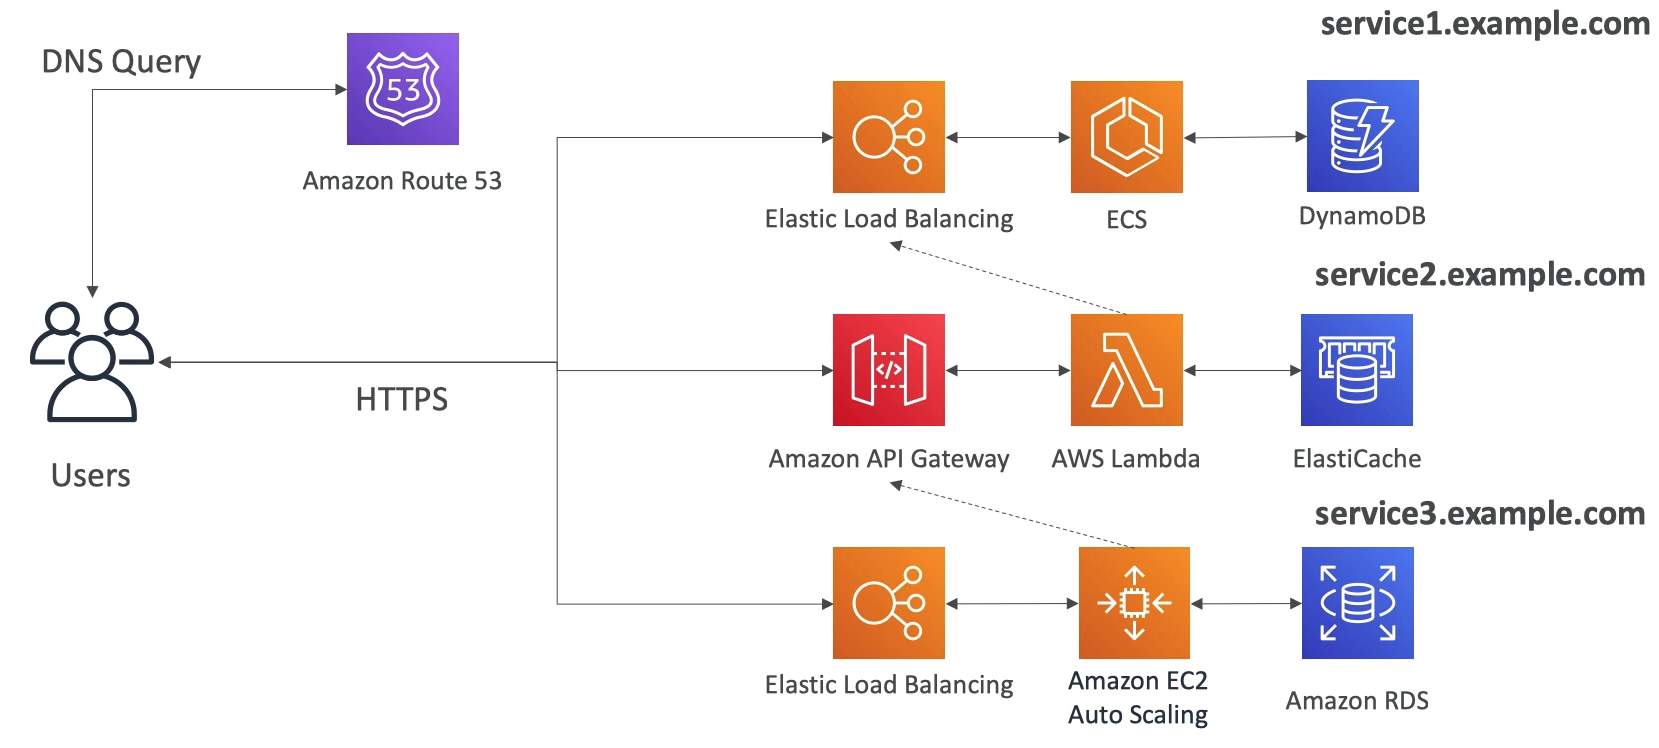 service1.example.com
DNS Query
53
Amazon Route 53
Elastic Load Balancing
ECS
DynamoDB
service2.example.com
</>
HTTPS
Users
Amazon API Gateway
AWS Lambda
ElastiCache
service3.example.com
Elastic Load Balancing
Amazon EC2
Auto Scaling
Amazon RDS